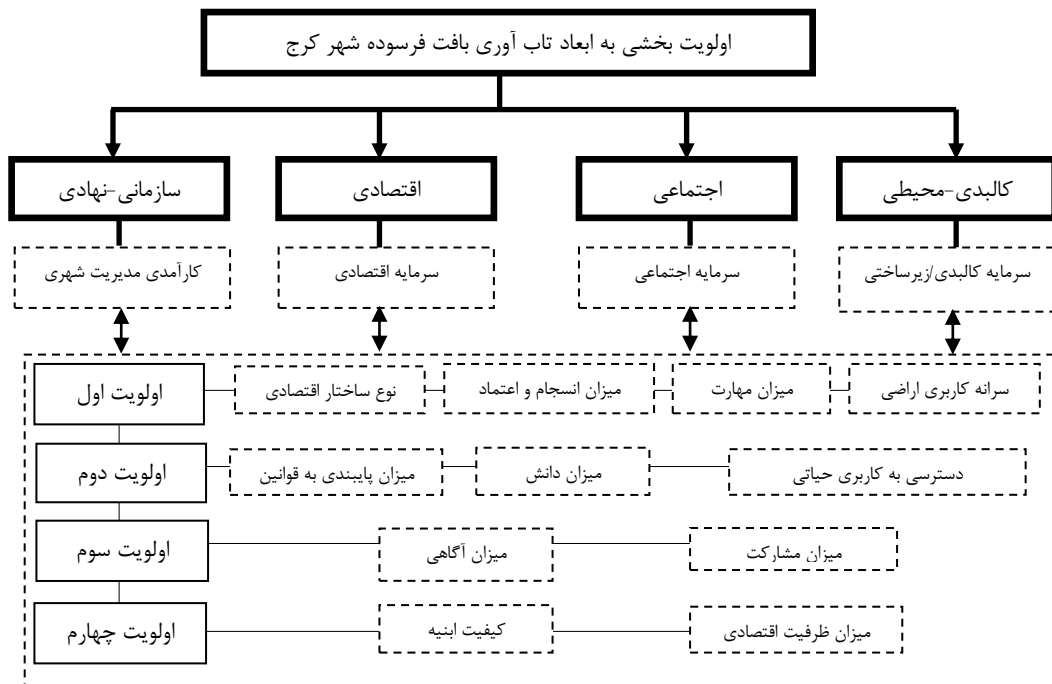 اولویت بخشی به ابعاد تاب آوری بافت فرسوده شهر کرج
کالبدی-محیطی
اجتماعی
اقتصادی
سازمانی-نهادی
سرمایه کالبدی/زیرساختی
سرمایه اجتماعی
سرمایه اقتصادی
کارآمدی مدیریت شهری
اولویت اول
نوع ساختار اقتصادی
میزان انسجام و اعتماد
میزان مهارت
سرانه کاربری اراضی
اولویت دوم
میزان پایبندی به قوانین
میزان دانش
دسترسی به کاربری حیاتی
اولویت سوم
میزان آگاهی
میزان مشارکت
اولویت چهارم
کیفیت ابنیه
میزان ظرفیت اقتصادی